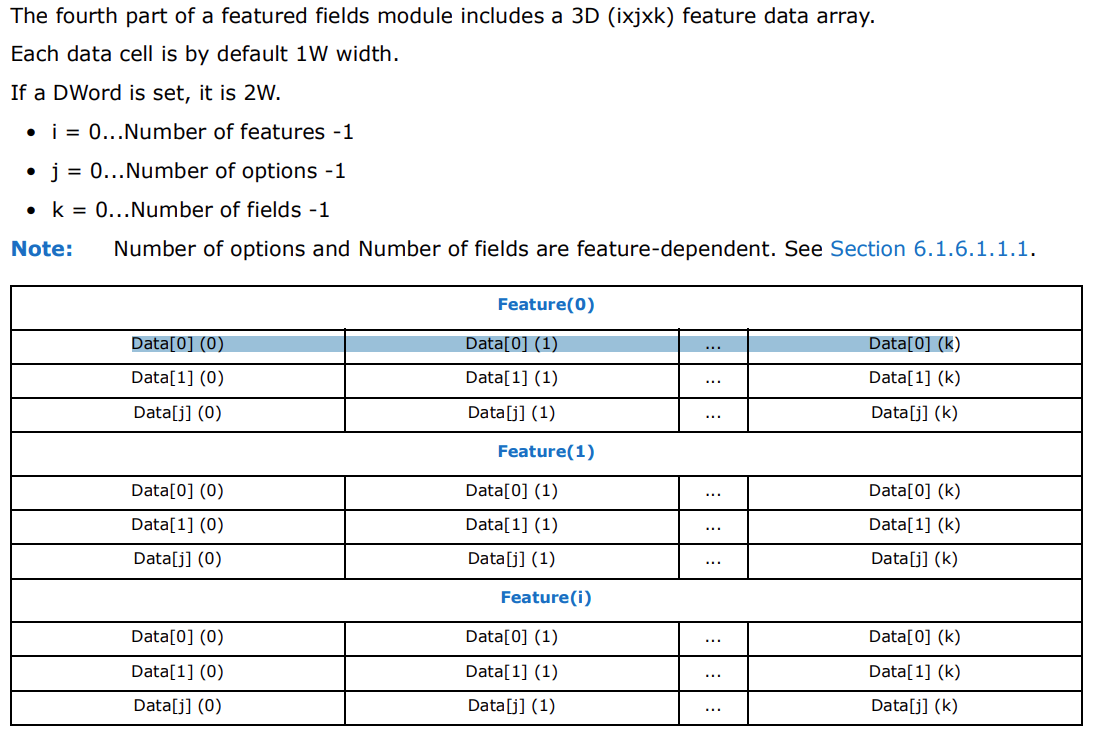 The fourth part of a featured fields module includes a 3D (ixjxk) feature data array.
Each data cell is by default 1W width.
If a DWord is set, it is 2W.
• i = 0...Number of features -1
• j = 0...Number of options -1
• k = 0...Number of fields -1
Note: Number of options and Number of fields are feature-dependent. See Section 6.1.6.1.1.1.
Feature(0)
Data[0] (0) Data[0] (1) ... Data[0] (k)
Data[1] (0) Data[1] (1) ... Data[1] (k)
Data[j] (0) Data[j] (1) ... Data[j] (k)
Feature(1)
Data[0] (0) Data[0] (1) ... Data[0] (k)
Data[1] (0) Data[1] (1) ... Data[1] (k)
Data[j] (0) Data[j] (1) ... Data[j] (k)
Feature(i)
Data[0] (0) Data[0] (1) ... Data[0] (k)
Data[1] (0) Data[1] (1) ... Data[1] (k)
Data[j] (0) Data[j] (1) ... Data[j] (k)